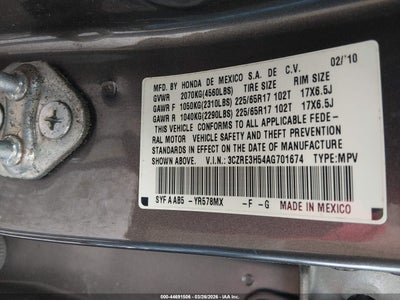 MFD. BY HONDA DE MEXICO S.A. DE C.V. 02/'10
GVWR 2070KG(4560LBS) TIRE SIZE RIM SIZE
GAWR F 1050KG(2310LBS) 225/65R17 102T 17X6.5J
GAWR R 1040KG(2290LBS) 225/65R17 102T 17X6.5J
THIS VEHICLE CONFORMS TO ALL APPLICABLE FEDE-
RAL MOTOR VEHICLE SAFETY AND THEFT PREVENTION
STANDARDS IN EFFECT ON THE DATE OF MANUFACTURE
SHOWN ABOVE. V.I.N.: 3CZRE3H54AG701674 TYPE:MPV
SYFAAB5 -YR578MX -F -G MADE IN MEXICO
000-44691506 - 03/28/2026 - IAA, Inc.